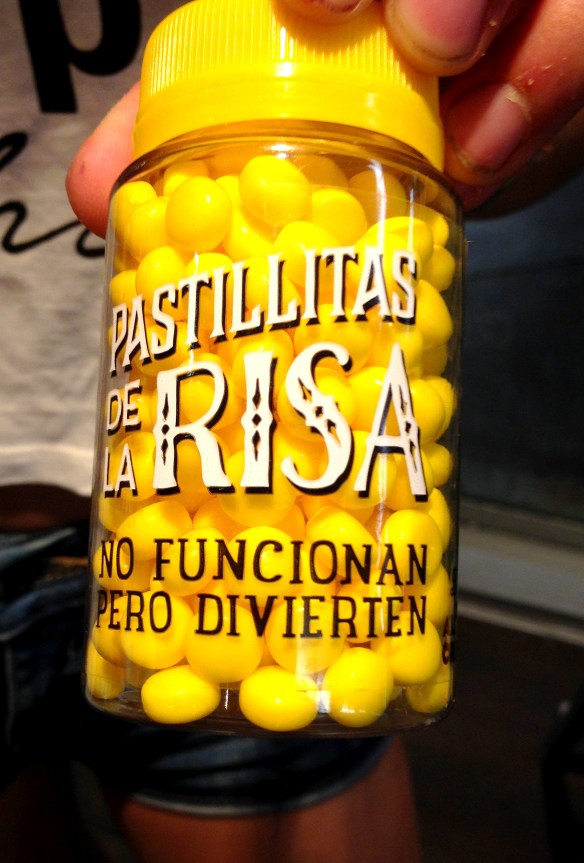 PASTILLITAS
DE LA RISA
NO FUNCIONAN
PERO DIVIERTEN